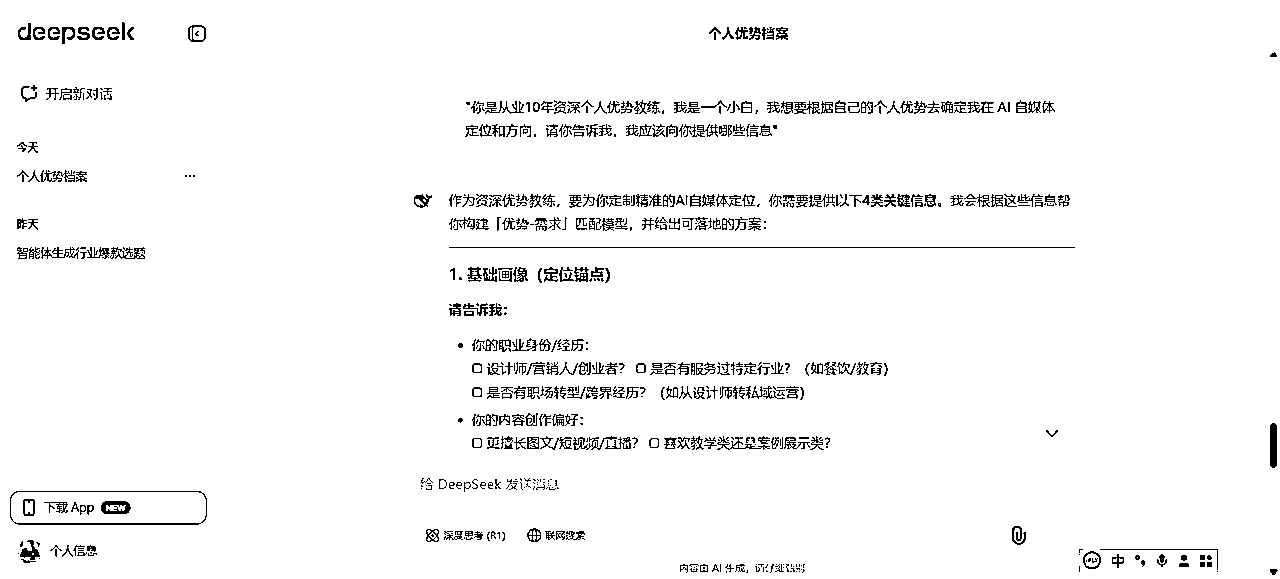 deepseek
开启新对话
今天
个人优势档案
...
昨天
智能体生成行业爆款选题
下载 App NEW
个人信息
个人优势档案
"你是从业10年资深个人优势教练，我是一个小白，我想要根据自己的个人优势去确定我在 AI 自媒体
定位和方向，请你告诉我，我应该向你提供哪些信息"
作为资深优势教练，要为你定制精准的AI自媒体定位，你需要提供以下4类关键信息。我会根据这些信息帮
你构建「优势-需求」匹配模型，并给出可落地的方案：
1. 基础画像（定位锚点）
请告诉我：
• 你的职业身份/经历：
□ 设计师/营销人/创业者？ □ 是否有服务过特定行业？（如餐饮/教育）
□ 是否有职场转型/跨界经历？（如从设计师转私域运营）
• 你的内容创作偏好：
□ 更擅长图文/短视频/直播？ □ 喜欢教学类还是案例展示类？
给 DeepSeek 发送消息
深度思考 (R1) 联网搜索
内容由 AI 生成，请仔细甄别
中